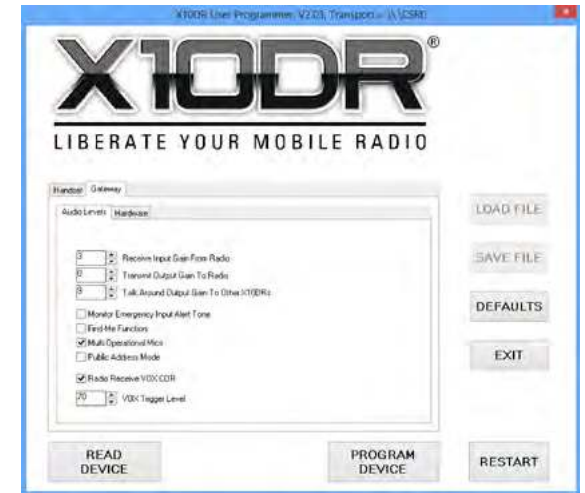 X10DR User Programmer, V2.03, Transport = \\.\CSR0
X10DR®
LIBERATE YOUR MOBILE RADIO
Handset Gateway
Audio Levels Hardware
3 Receive Input Gain From Radio
Transmit Output Gain To Radio
Talk Around Output Gain To Other X10DRs
Monitor Emergency Input Alert Tone
Find-Me Function
Multi Operational Mics
Public Address Mode
Radio Receive VOX COR
70 VOX Trigger Level
LOAD FILE
SAVE FILE
DEFAULTS
EXIT
READ DEVICE
PROGRAM DEVICE
RESTART